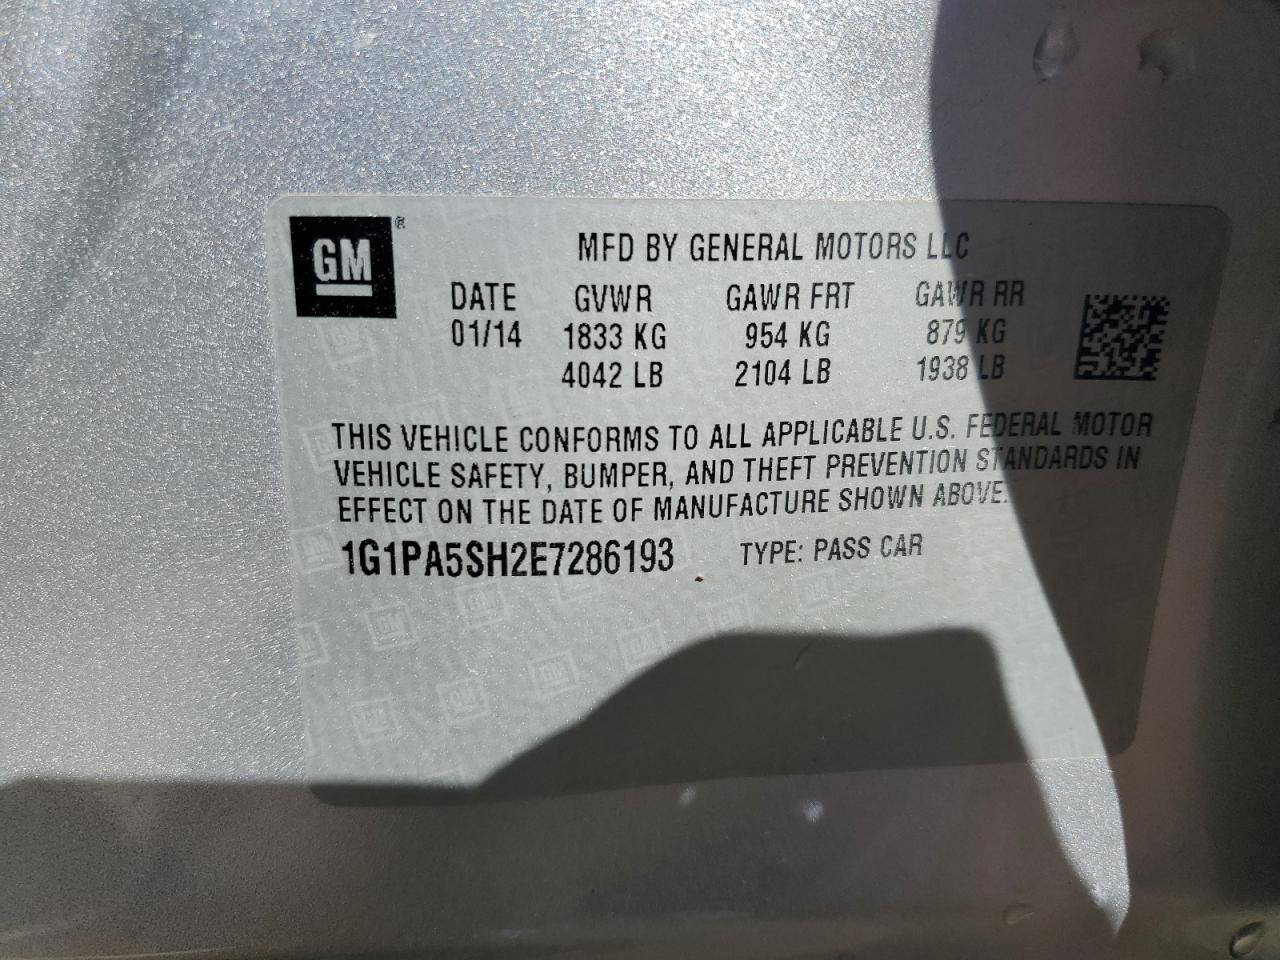 GM ®
MFD BY GENERAL MOTORS LLC
DATE GVWR GAWR FRT GAWR RR
01/14 1833 KG 954 KG 879 KG
4042 LB 2104 LB 1938 LB
THIS VEHICLE CONFORMS TO ALL APPLICABLE U.S. FEDERAL MOTOR
VEHICLE SAFETY, BUMPER, AND THEFT PREVENTION STANDARDS IN
EFFECT ON THE DATE OF MANUFACTURE SHOWN ABOVE.
1G1PA5SH2E7286193 TYPE: PASS CAR